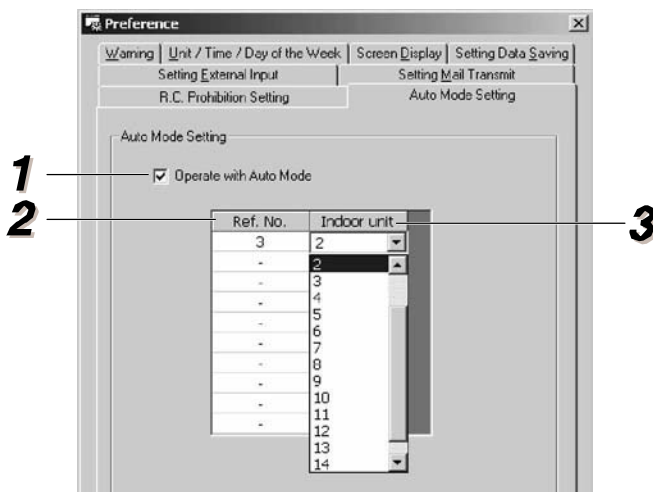 Preference
Warning Unit / Time / Day of the Week Screen Display Setting Data Saving
Setting External Input Setting Mail Transmit
R.C. Prohibition Setting Auto Mode Setting
Auto Mode Setting
1 Operate with Auto Mode
2 Ref. No. Indoor unit 3
3 2
- 2
- 3
- 4
- 5
- 6
- 7
- 8
- 9
- 10
11
12
13
14